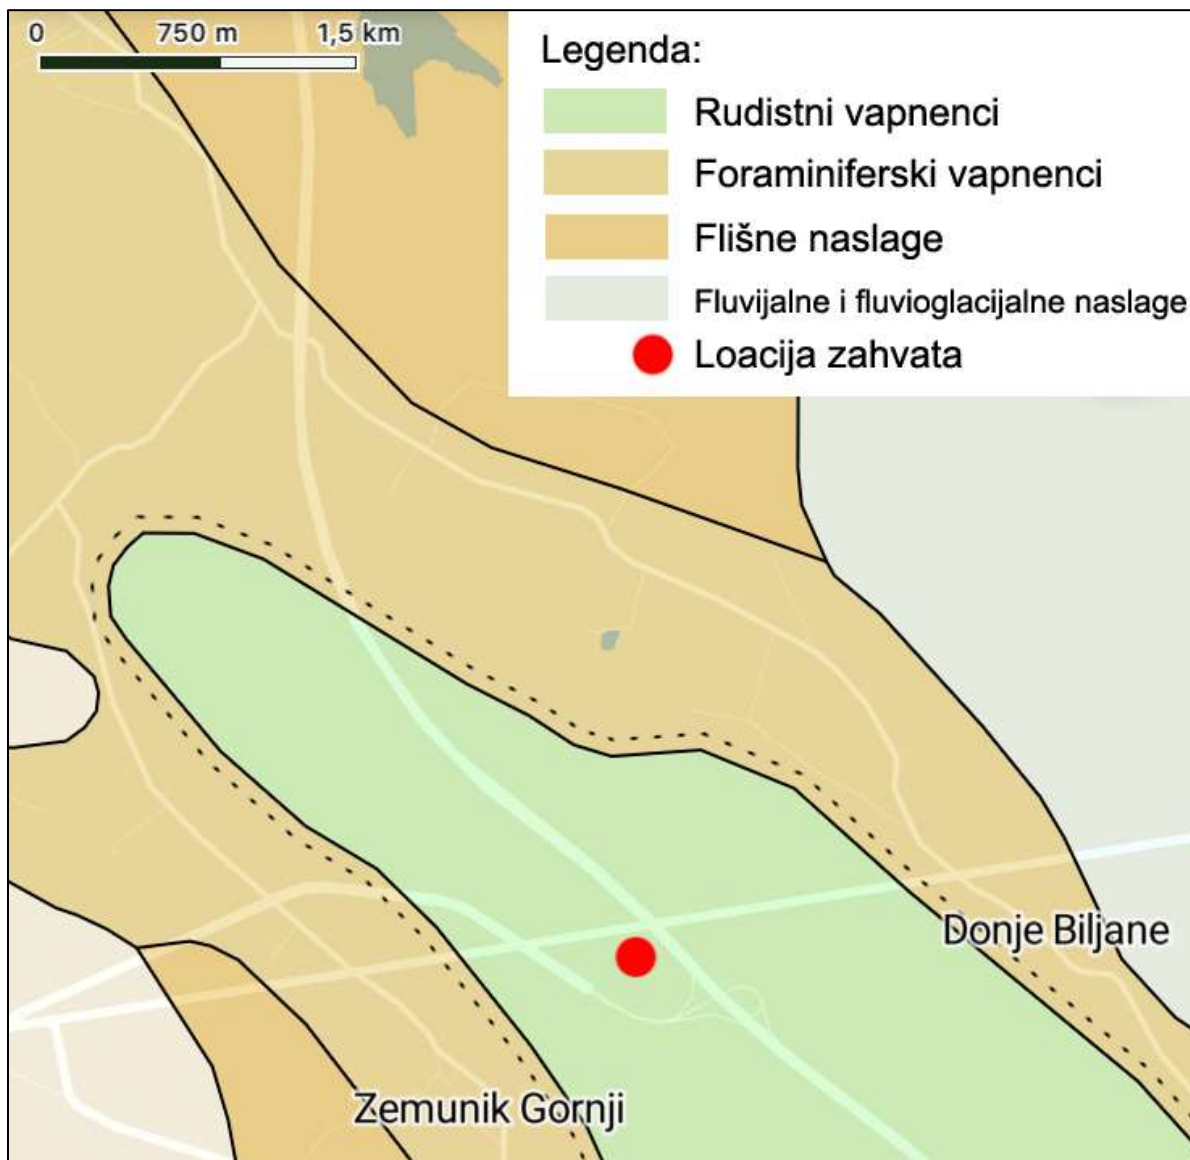 0 750 m 1,5 km
Legenda:
Rudistni vapnenci
Foraminiferski vapnenci
Flišne naslage
Fluvijalne i fluvioglacijalne naslage
Loacija zahvata
Donje Biljane
Zemunik Gornji